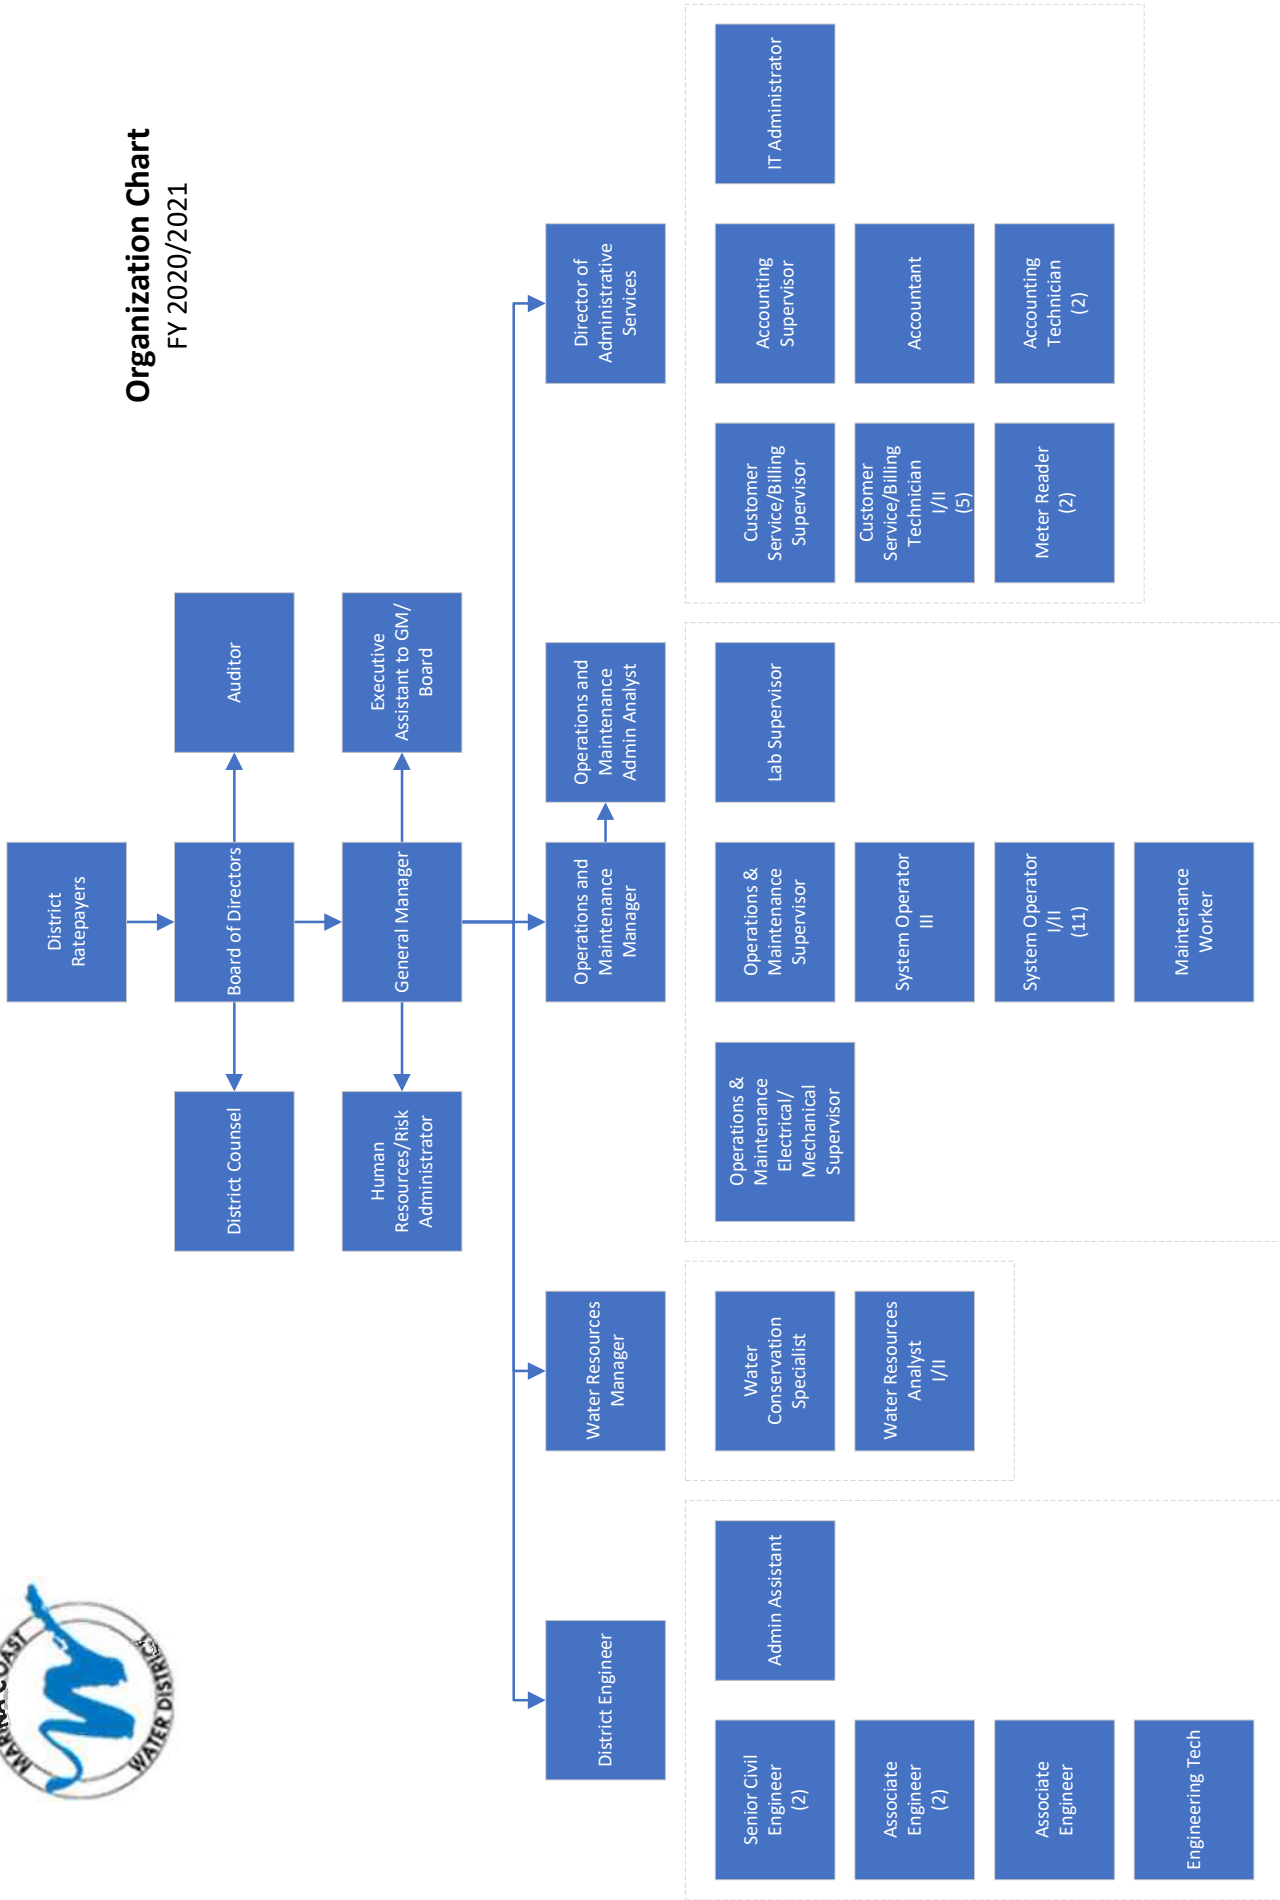 MARINA COAST
WATER DISTRICT
Organization Chart
FY 2020/2021
District
Ratepayers
District Counsel
Board of Directors
Auditor
Human
Resources/Risk
Administrator
General Manager
Executive
Assistant to GM/
Board
District Engineer
Water Resources
Manager
Operations and
Maintenance
Manager
Operations and
Maintenance
Admin Analyst
Director of
Administrative
Services
Senior Civil
Engineer
(2)
Admin Assistant
Associate
Engineer
(2)
Associate
Engineer
Engineering Tech
Water
Conservation
Specialist
Water Resources
Analyst
I/II
Operations &
Maintenance
Electrical/
Mechanical
Supervisor
Operations &
Maintenance
Supervisor
Lab Supervisor
System Operator
III
System Operator
I/II
(11)
Maintenance
Worker
Customer
Service/Billing
Supervisor
Accounting
Supervisor
IT Administrator
Customer
Service/Billing
Technician
I/II
(5)
Accountant
Meter Reader
(2)
Accounting
Technician
(2)